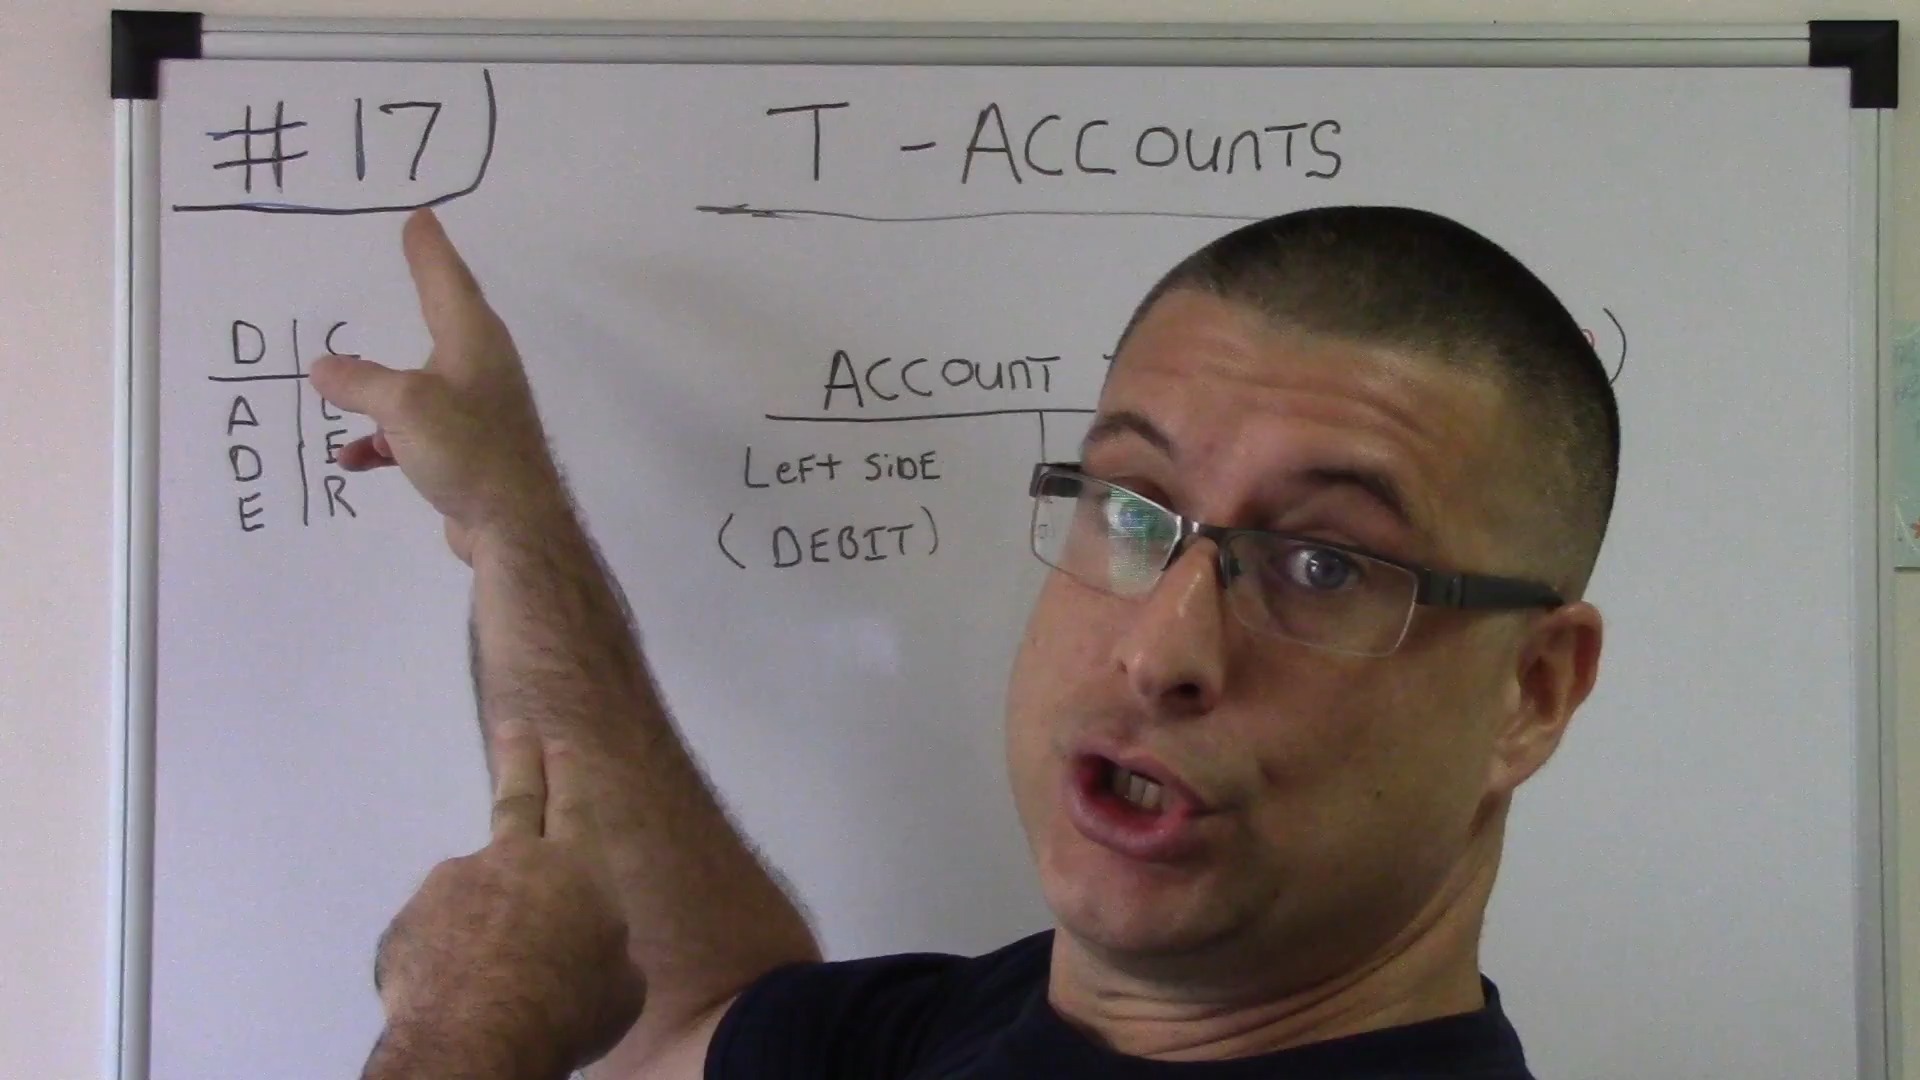 #17
T-ACCOUNTS
D | C
A | L
D | E
E | R
ACCOUNT
Left SiDE
(DEBIT)